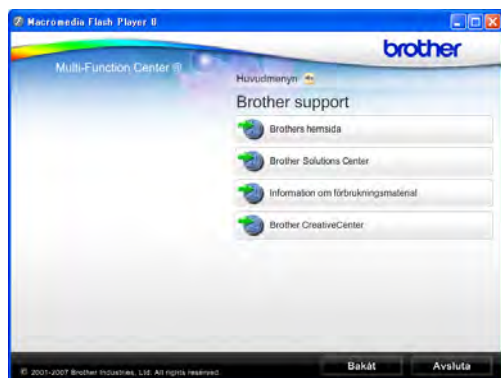 Macromedia Flash Player 8
brother
Multi-Function Center ®
Huvudmenyn
Brother support
Brothers hemsida
Brother Solutions Center
Information om förbrukningsmaterial
Brother CreativeCenter
© 2001-2007 Brother Industries, Ltd. All rights reserved.
Bakåt
Avsluta